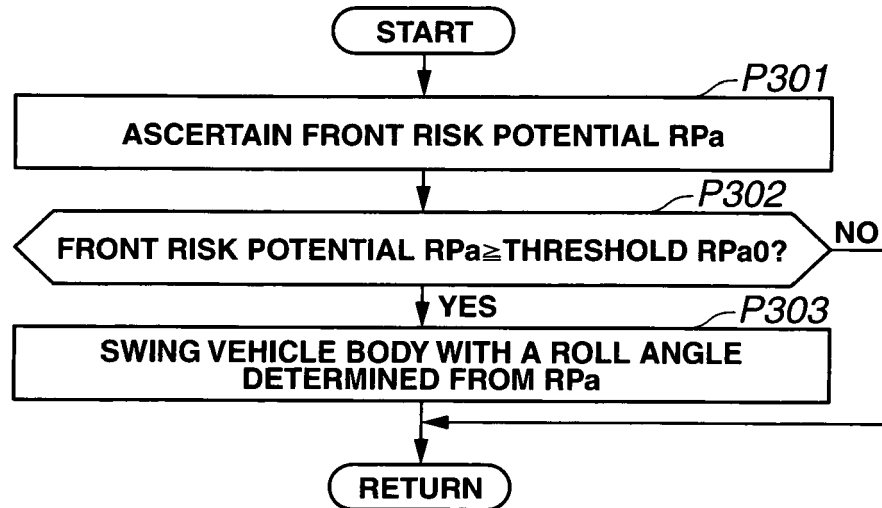 START
P301
ASCERTAIN FRONT RISK POTENTIAL RPa
P302
FRONT RISK POTENTIAL RPa≧THRESHOLD RPa0?
NO
YES
P303
SWING VEHICLE BODY WITH A ROLL ANGLE
DETERMINED FROM RPa
RETURN